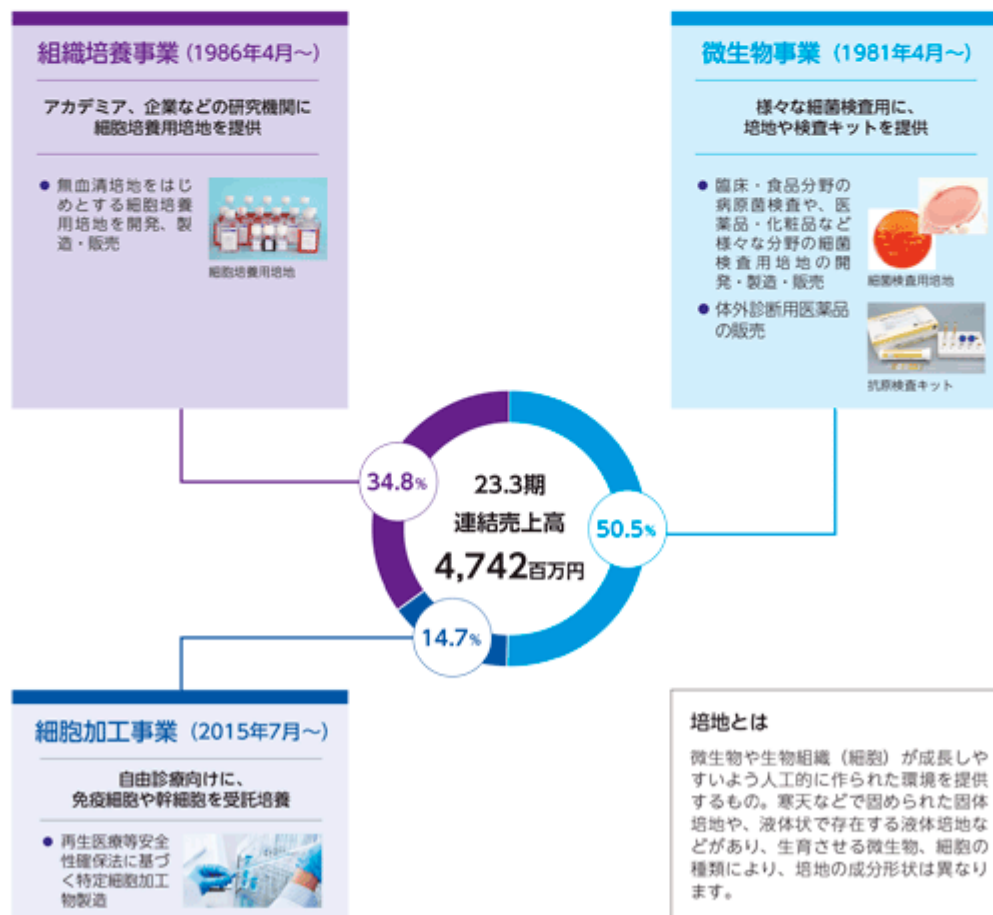 組織培養事業（1986年4月～）
アカデミア、企業などの研究機関に
細胞培養用培地を提供
● 無血清培地をはじ
めとする細胞培養
用培地を開発、製
造・販売
細胞培養用培地
微生物事業（1981年4月～）
様々な細菌検査用に、
培地や検査キットを提供
● 臨床・食品分野の
病原菌検査や、医
薬品・化粧品など
様々な分野の細菌
検査用培地の開
発・製造・販売
細菌検査用培地
● 体外診断用医薬品
の販売
抗原検査キット
34.8%
23.3期
連結売上高
4,742百万円
50.5%
14.7%
細胞加工事業（2015年7月～）
自由診療向けに、
免疫細胞や幹細胞を受託培養
● 再生医療等安全
性確保法に基づ
く特定細胞加工
物製造
培地とは
微生物や生物組織（細胞）が成長しや
すいよう人工的に作られた環境を提供
するもの。寒天などで固められた固体
培地や、液体状で存在する液体培地な
どがあり、生育させる微生物、細胞の
種類により、培地の成分形状は異なり
ます。